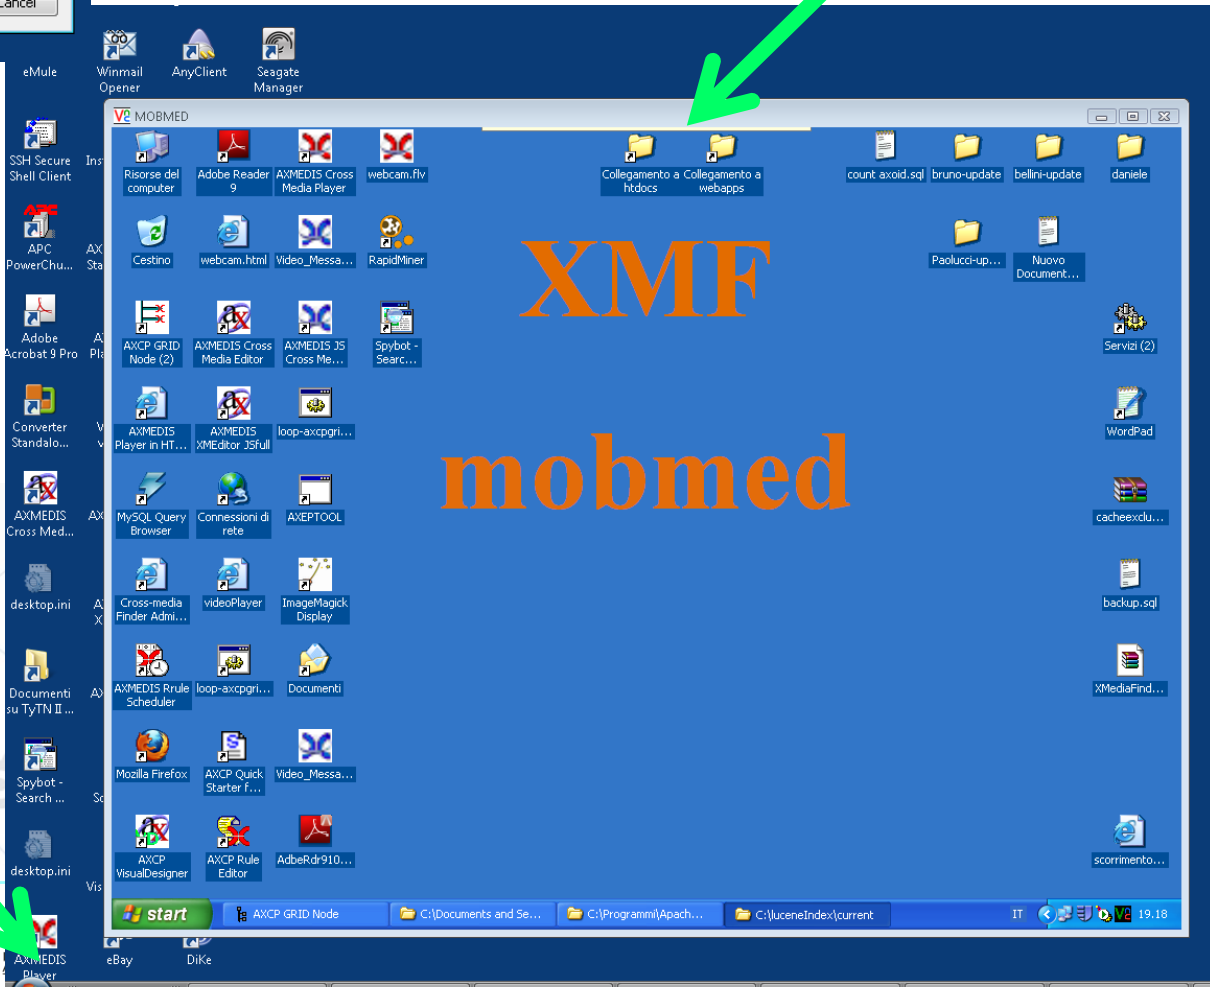 Cancel
eMule
Winmail
Opener
AnyClient
Seagate
Manager
SSH Secure
Shell Client
APC
PowerChu...
Adobe
Acrobat 9 Pro
Converter
Standalo...
AXMEDIS
Cross Med...
desktop.ini
Documenti
su TyTN II ...
Spybot -
Search ...
desktop.ini
AXMEDIS
Player
eBay
DiKe
MOBMED
Risorse del
computer
Adobe Reader
9
AXMEDIS Cross
Media Player
webcam.flv
Collegamento a
htdocs
Collegamento a
webapps
count axoid.sql
bruno-update
bellini-update
daniele
Cestino
webcam.html
Video_Messa...
RapidMiner
Paolucci-up...
Nuovo
Document...
XMF
AXCP GRID
Node (2)
AXMEDIS Cross
Media Editor
AXMEDIS JS
Cross Me...
Spybot -
Searc...
Servizi (2)
AXMEDIS
Player in HT...
AXMEDIS
XMEditor JSfull
loop-axcpgri...
WordPad
mobmed
MySQL Query
Browser
Connessioni di
rete
AXEPTOOL
cacheexclu...
Cross-media
Finder Admi...
videoPlayer
ImageMagick
Display
backup.sql
AXMEDIS Rrule
Scheduler
loop-axcpgri...
Documenti
XMediaFind...
Mozilla Firefox
AXCP Quick
Starter f...
Video_Messa...
AXCP
VisualDesigner
AXCP Rule
Editor
AdbeRdr910...
scorrimento...
start
AXCP GRID Node
C:\Documents and Se...
C:\Programmi\Apach...
C:\luceneIndex\current
IT
19.18